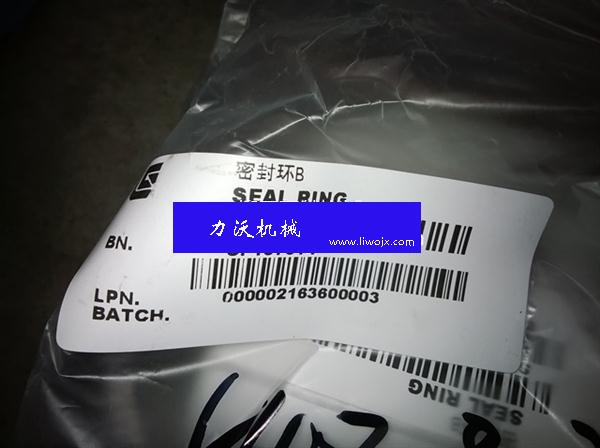 密封环B
SEAL RING
力沃机械
www.liwojx.com
BN.
LPN.
000002163600003
BATCH.
SEAL RING